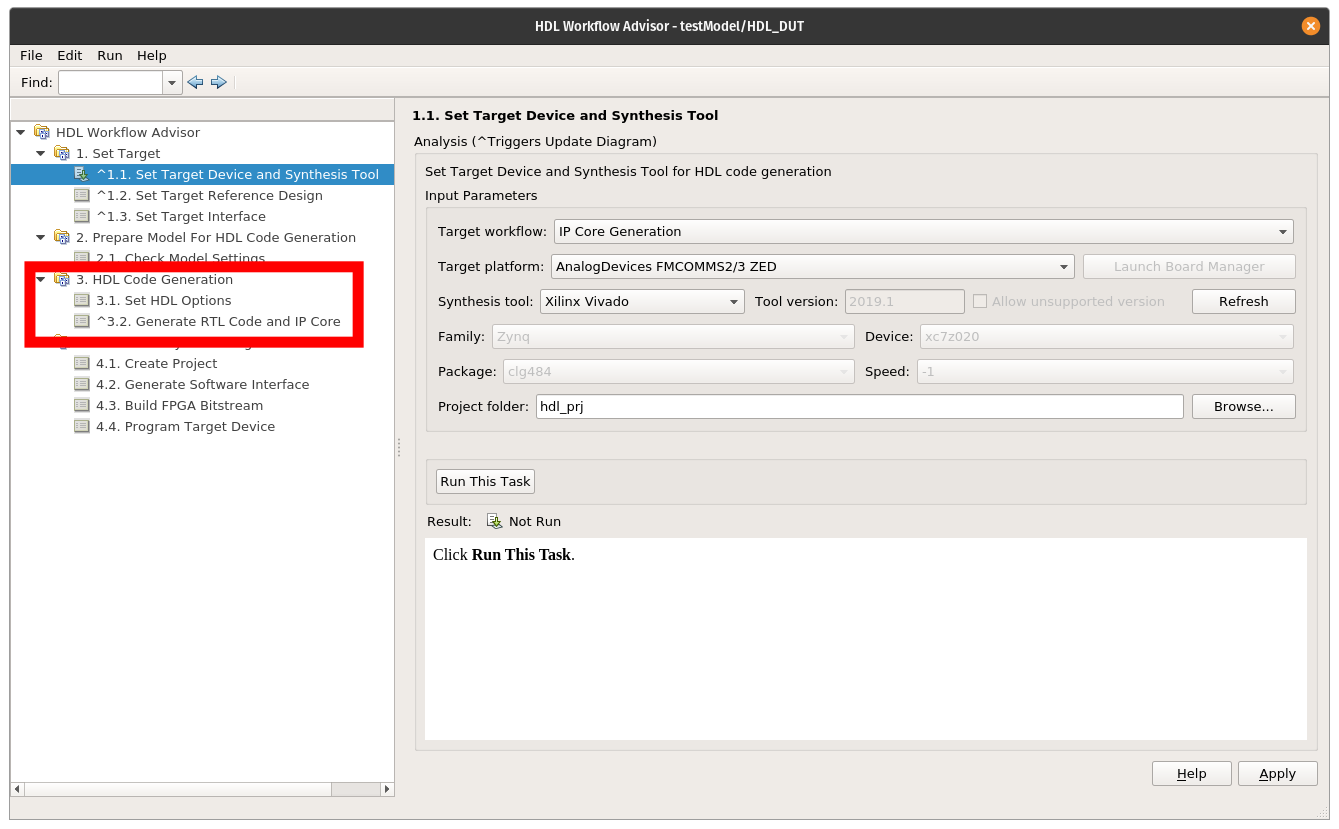 HDL Workflow Advisor - testModel/HDL_DUT
File Edit Run Help
Find:
HDL Workflow Advisor
1. Set Target
^1.1. Set Target Device and Synthesis Tool
^1.2. Set Target Reference Design
^1.3. Set Target Interface
2. Prepare Model For HDL Code Generation
2.1. Check Model Settings
3. HDL Code Generation
3.1. Set HDL Options
^3.2. Generate RTL Code and IP Core
4.1. Create Project
4.2. Generate Software Interface
4.3. Build FPGA Bitstream
4.4. Program Target Device
1.1. Set Target Device and Synthesis Tool
Analysis (^Triggers Update Diagram)
Set Target Device and Synthesis Tool for HDL code generation
Input Parameters
Target workflow: IP Core Generation
Target platform: AnalogDevices FMCOMMS2/3 ZED Launch Board Manager
Synthesis tool: Xilinx Vivado Tool version: 2019.1 Allow unsupported version Refresh
Family: Zynq Device: xc7z020
Package: clg484 Speed: -1
Project folder: hdl_prj Browse...
Run This Task
Result: Not Run
Click Run This Task.
Help Apply